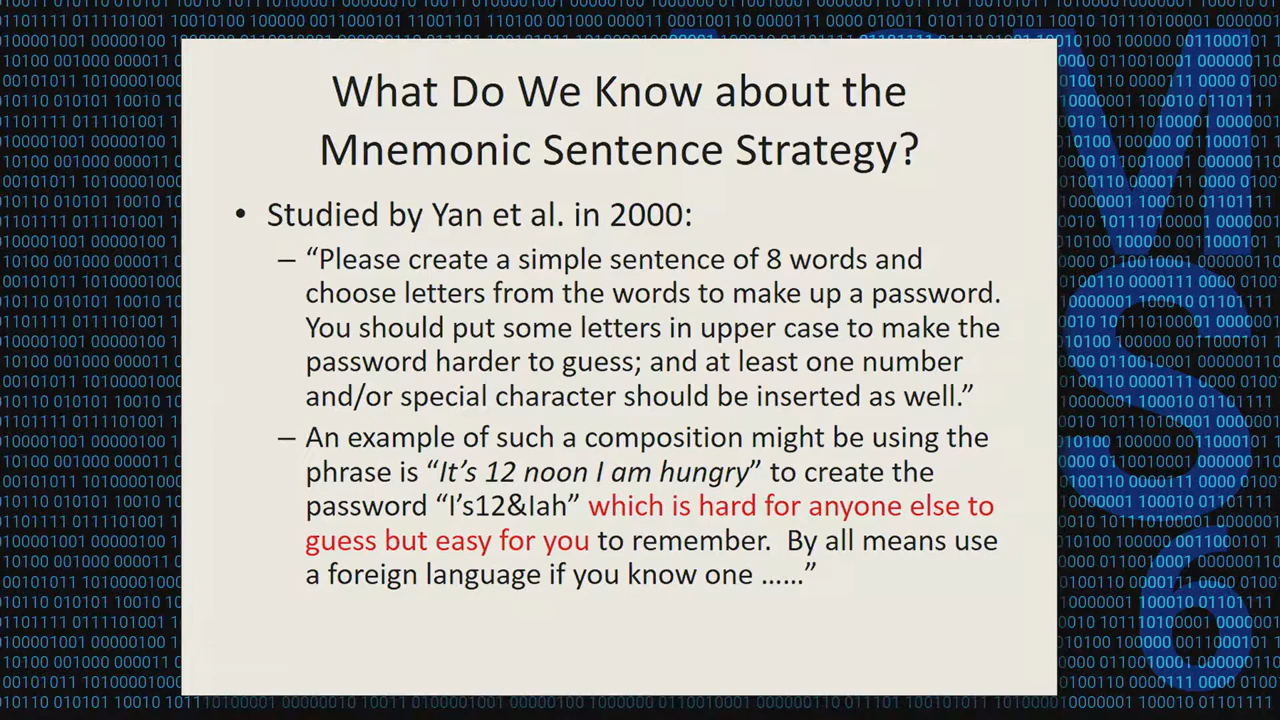 What Do We Know about the
Mnemonic Sentence Strategy?
• Studied by Yan et al. in 2000:
– “Please create a simple sentence of 8 words and
choose letters from the words to make up a password.
You should put some letters in upper case to make the
password harder to guess; and at least one number
and/or special character should be inserted as well.”
– An example of such a composition might be using the
phrase is “It’s 12 noon I am hungry” to create the
password “I’s12&Iah” which is hard for anyone else to
guess but easy for you to remember.  By all means use
a foreign language if you know one ……”